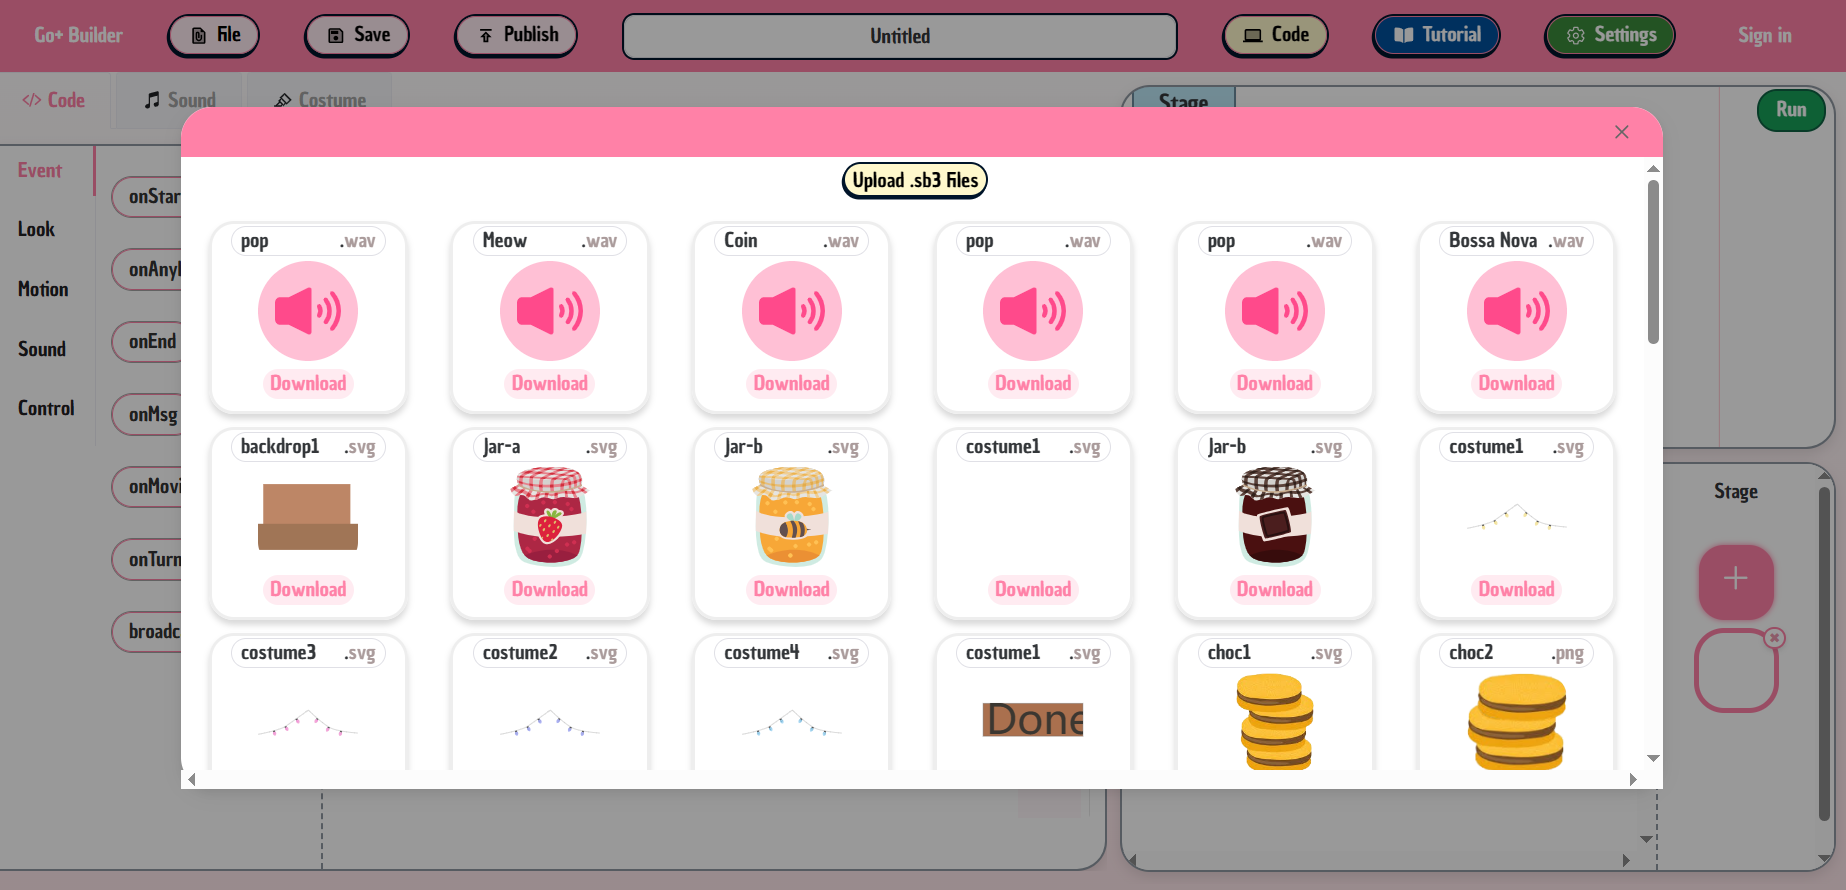 Go+ Builder
File
Save
Publish
Untitled
Code
Tutorial
Settings
Sign in
Code
Sound
Costume
Stage
Run
Event
Look
Motion
Sound
Control
onStar
onAny
onEnd
onMsg
onMovi
onTurn
broadc
Upload .sb3 Files
pop .wav
Meow .wav
Coin .wav
pop .wav
pop .wav
Bossa Nova .wav
Download
Download
Download
Download
Download
Download
backdrop1 .svg
Jar-a .svg
Jar-b .svg
costume1 .svg
Jar-b .svg
costume1 .svg
Download
Download
Download
Download
Download
Download
costume3 .svg
costume2 .svg
costume4 .svg
costume1 .svg
choc1 .svg
choc2 .png
Done
Stage